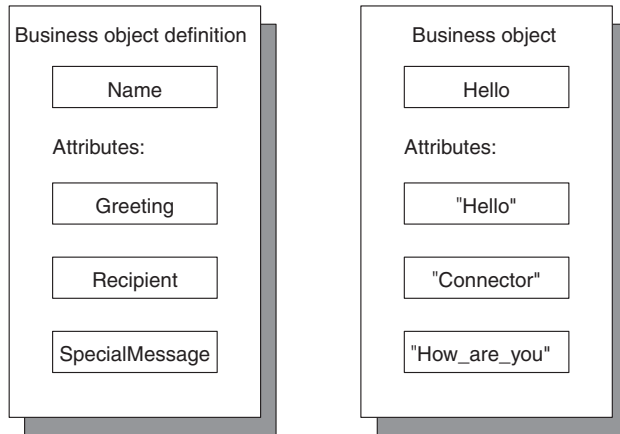 Business object definition
Name
Attributes:
Greeting
Recipient
SpecialMessage
Business object
Hello
Attributes:
"Hello"
"Connector"
"How_are_you"